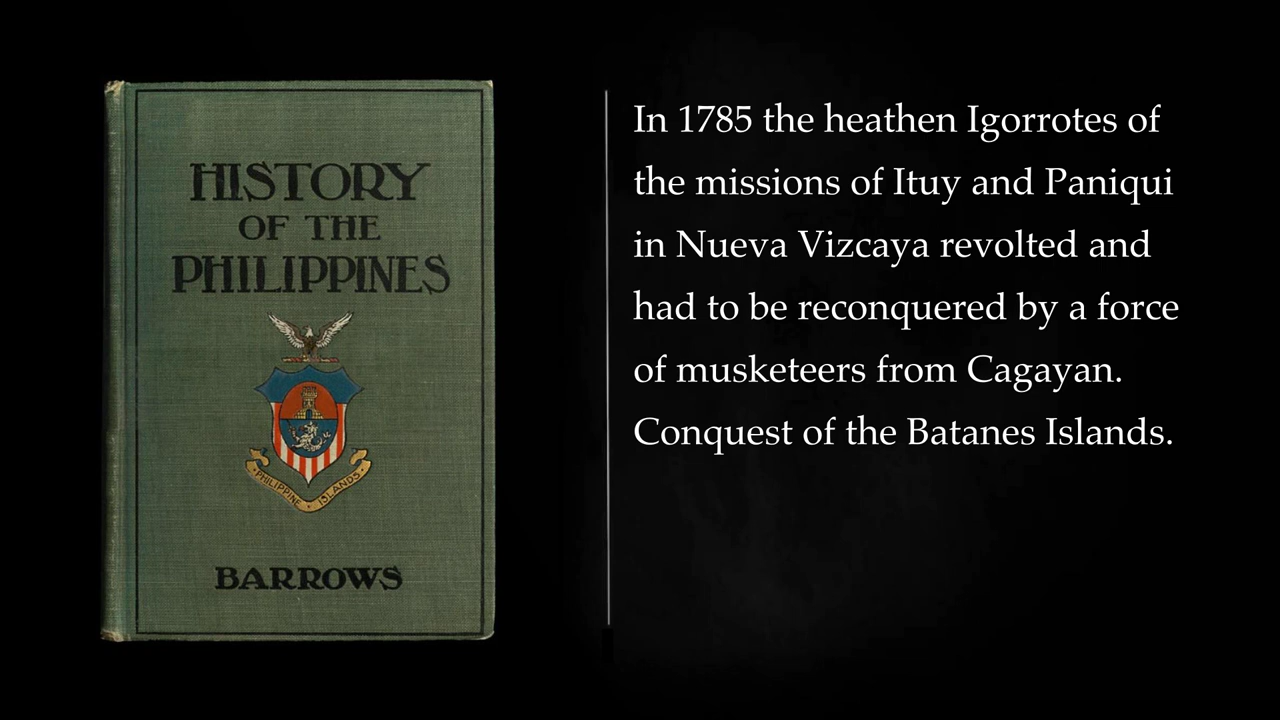 HISTORY
OF THE
PHILIPPINES
PHILIPPINE ISLANDS
BARROWS
In 1785 the heathen Igorrotes of
the missions of Ituy and Paniqui
in Nueva Vizcaya revolted and
had to be reconquered by a force
of musketeers from Cagayan.
Conquest of the Batanes Islands.